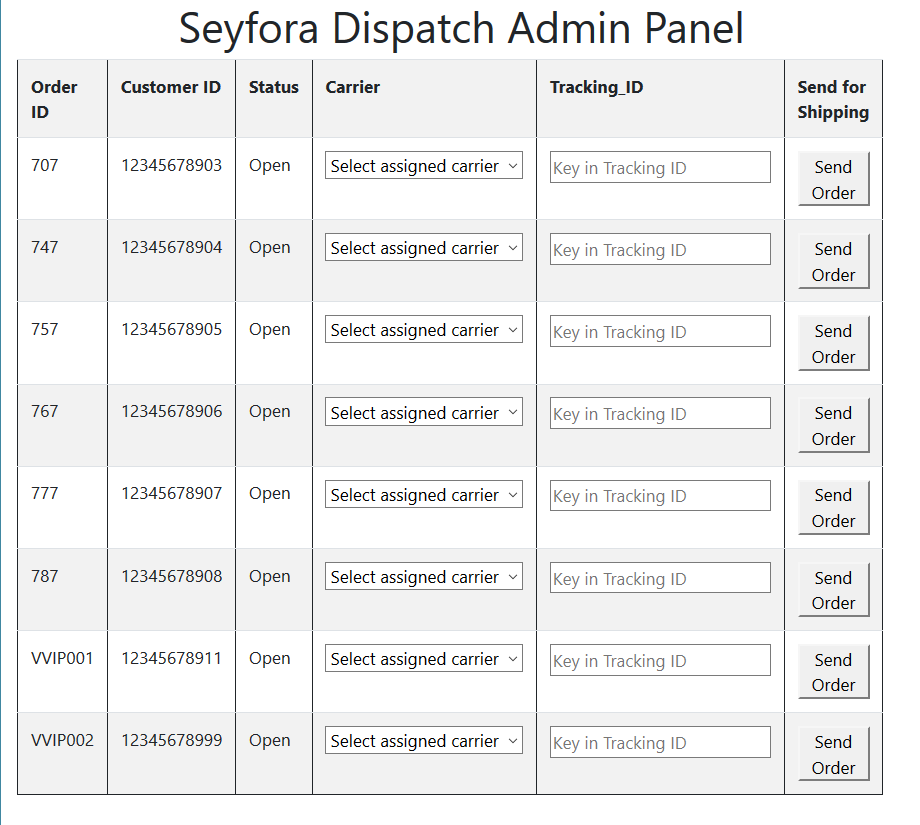 Seyfora Dispatch Admin Panel
Order ID Customer ID Status Carrier Tracking_ID Send for Shipping
707 12345678903 Open Select assigned carrier Key in Tracking ID Send Order
747 12345678904 Open Select assigned carrier Key in Tracking ID Send Order
757 12345678905 Open Select assigned carrier Key in Tracking ID Send Order
767 12345678906 Open Select assigned carrier Key in Tracking ID Send Order
777 12345678907 Open Select assigned carrier Key in Tracking ID Send Order
787 12345678908 Open Select assigned carrier Key in Tracking ID Send Order
VVIP001 12345678911 Open Select assigned carrier Key in Tracking ID Send Order
VVIP002 12345678999 Open Select assigned carrier Key in Tracking ID Send Order